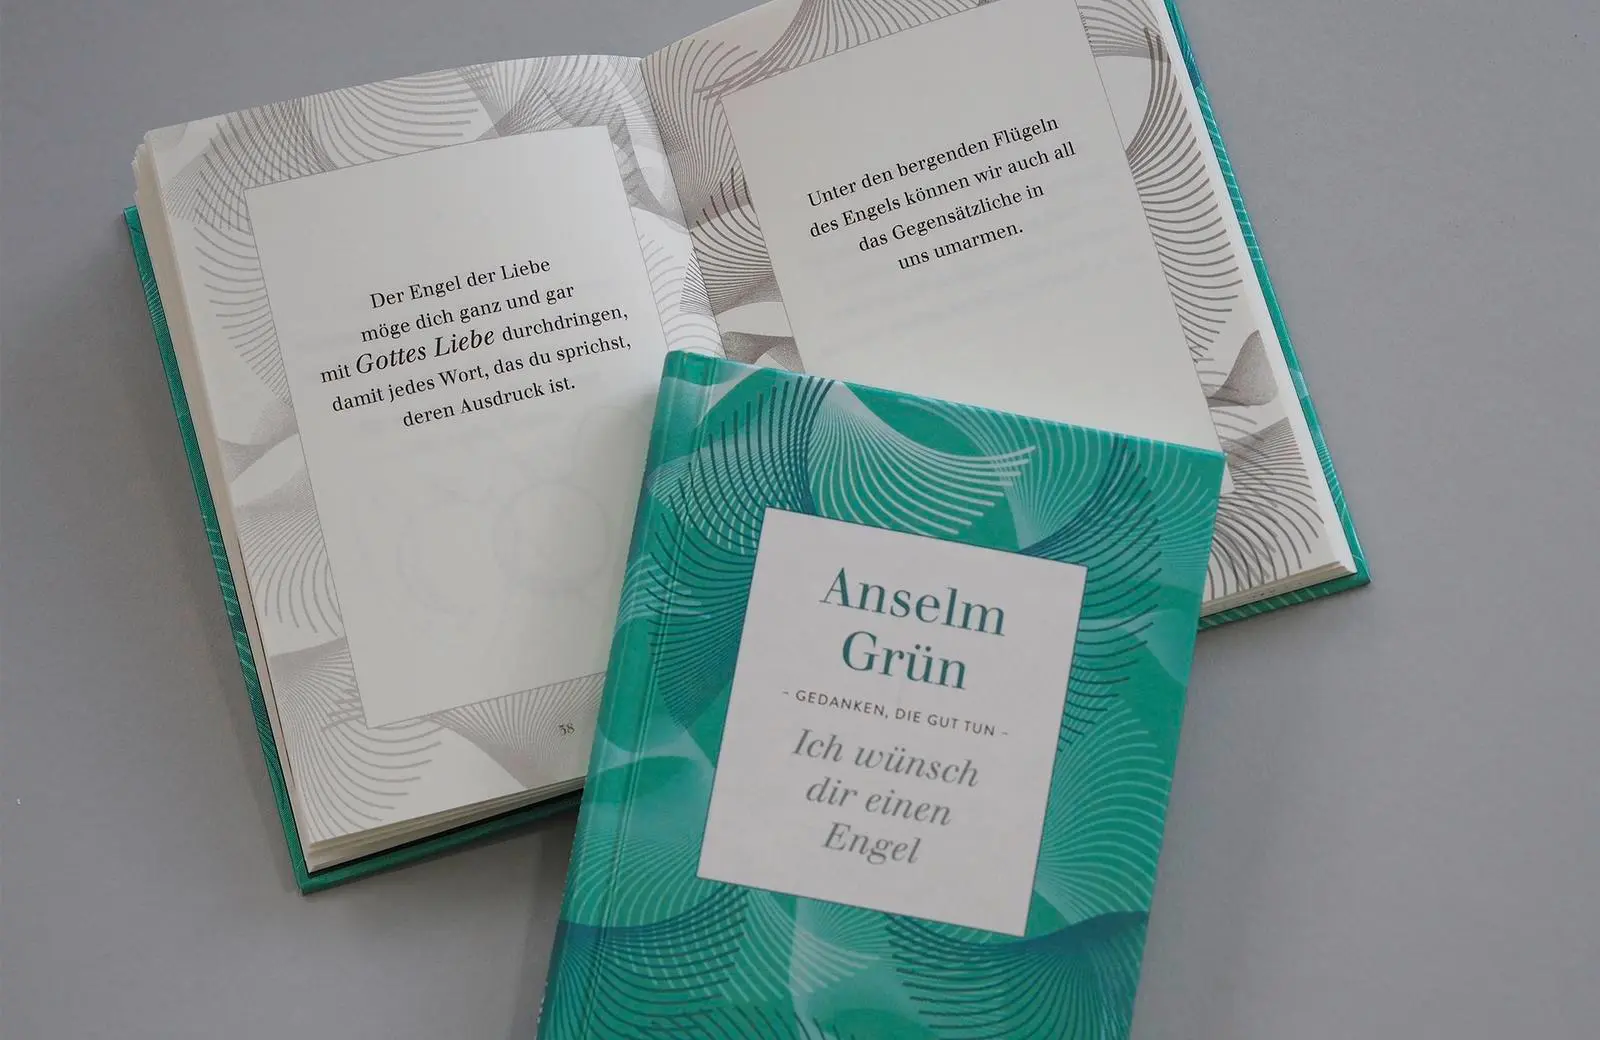 Der Engel der Liebe
möge dich ganz und gar
mit Gottes Liebe durchdringen,
damit jedes Wort, das du sprichst,
deren Ausdruck ist.
38
Unter den bergenden Flügeln
des Engels können wir auch all
das Gegensätzliche in
uns umarmen.
Anselm
Grün
- GEDANKEN, DIE GUT TUN -
Ich wünsch
dir einen
Engel